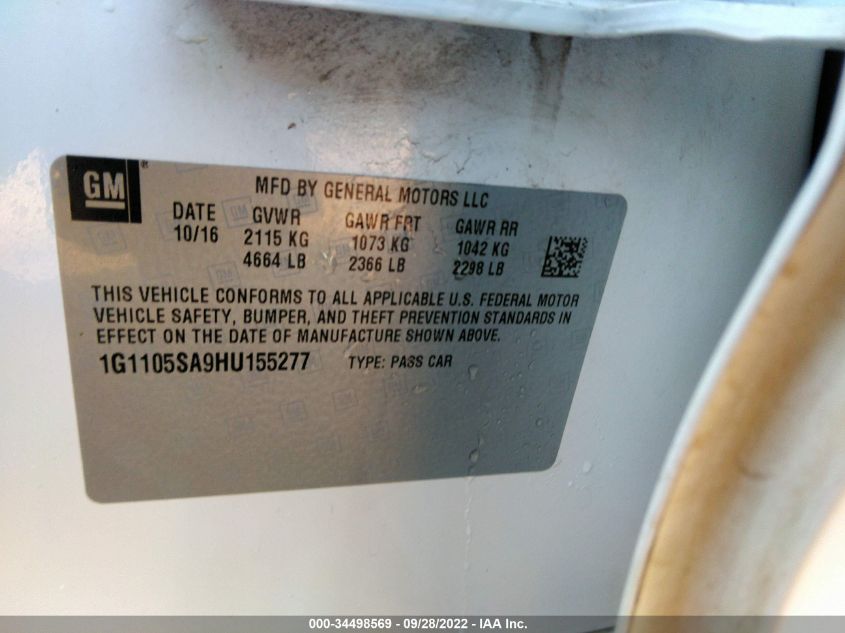 GM ®
MFD BY GENERAL MOTORS LLC
DATE GVWR GAWR FRT GAWR RR
10/16 2115 KG 1073 KG 1042 KG
4664 LB 2366 LB 2298 LB
THIS VEHICLE CONFORMS TO ALL APPLICABLE U.S. FEDERAL MOTOR
VEHICLE SAFETY, BUMPER, AND THEFT PREVENTION STANDARDS IN
EFFECT ON THE DATE OF MANUFACTURE SHOWN ABOVE.
1G1105SA9HU155277 TYPE: PASS CAR
000-34498569 - 09/28/2022 - IAA Inc.